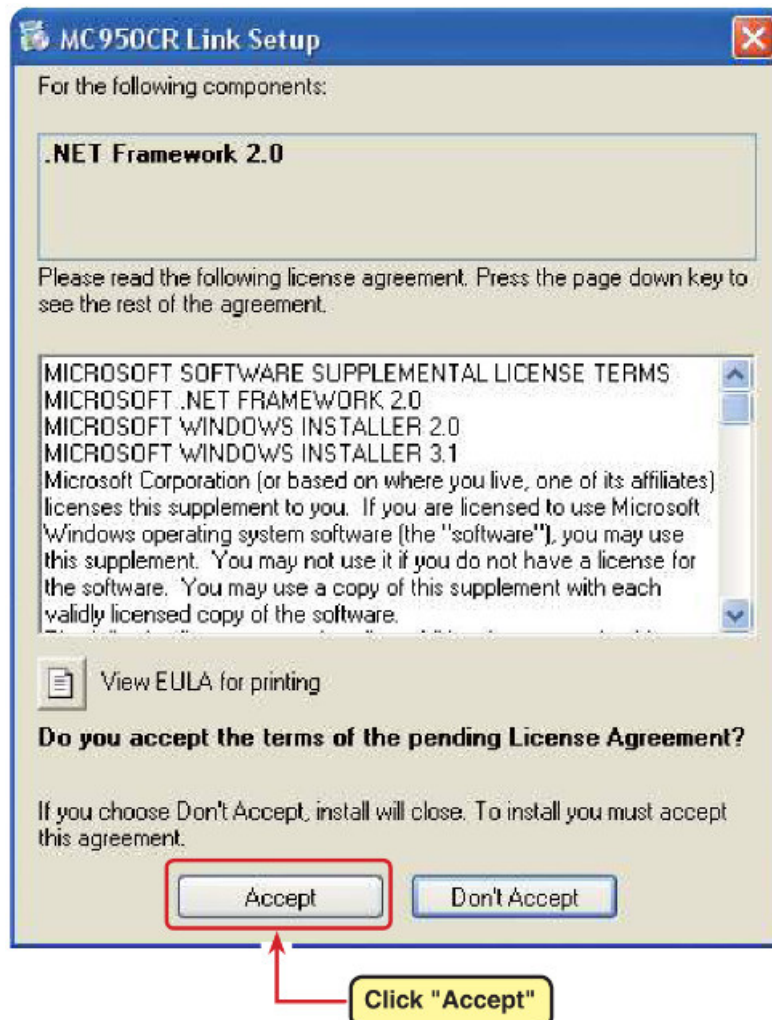 MC950CR Link Setup
For the following components:
.NET Framework 2.0
Please read the following license agreement. Press the page down key to
see the rest of the agreement.
MICROSOFT SOFTWARE SUPPLEMENTAL LICENSE TERMS
MICROSOFT .NET FRAMEWORK 2.0
MICROSOFT WINDOWS INSTALLER 2.0
MICROSOFT WINDOWS INSTALLER 3.1
Microsoft Corporation (or based on where you live, one of its affiliates)
licenses this supplement to you.  If you are licensed to use Microsoft
Windows operating system software (the "software"), you may use
this supplement.  You may not use it if you do not have a license for
the software.  You may use a copy of this supplement with each
validly licensed copy of the software.
View EULA for printing
Do you accept the terms of the pending License Agreement?
If you choose Don't Accept, install will close. To install you must accept
this agreement.
Accept
Don't Accept
Click "Accept"